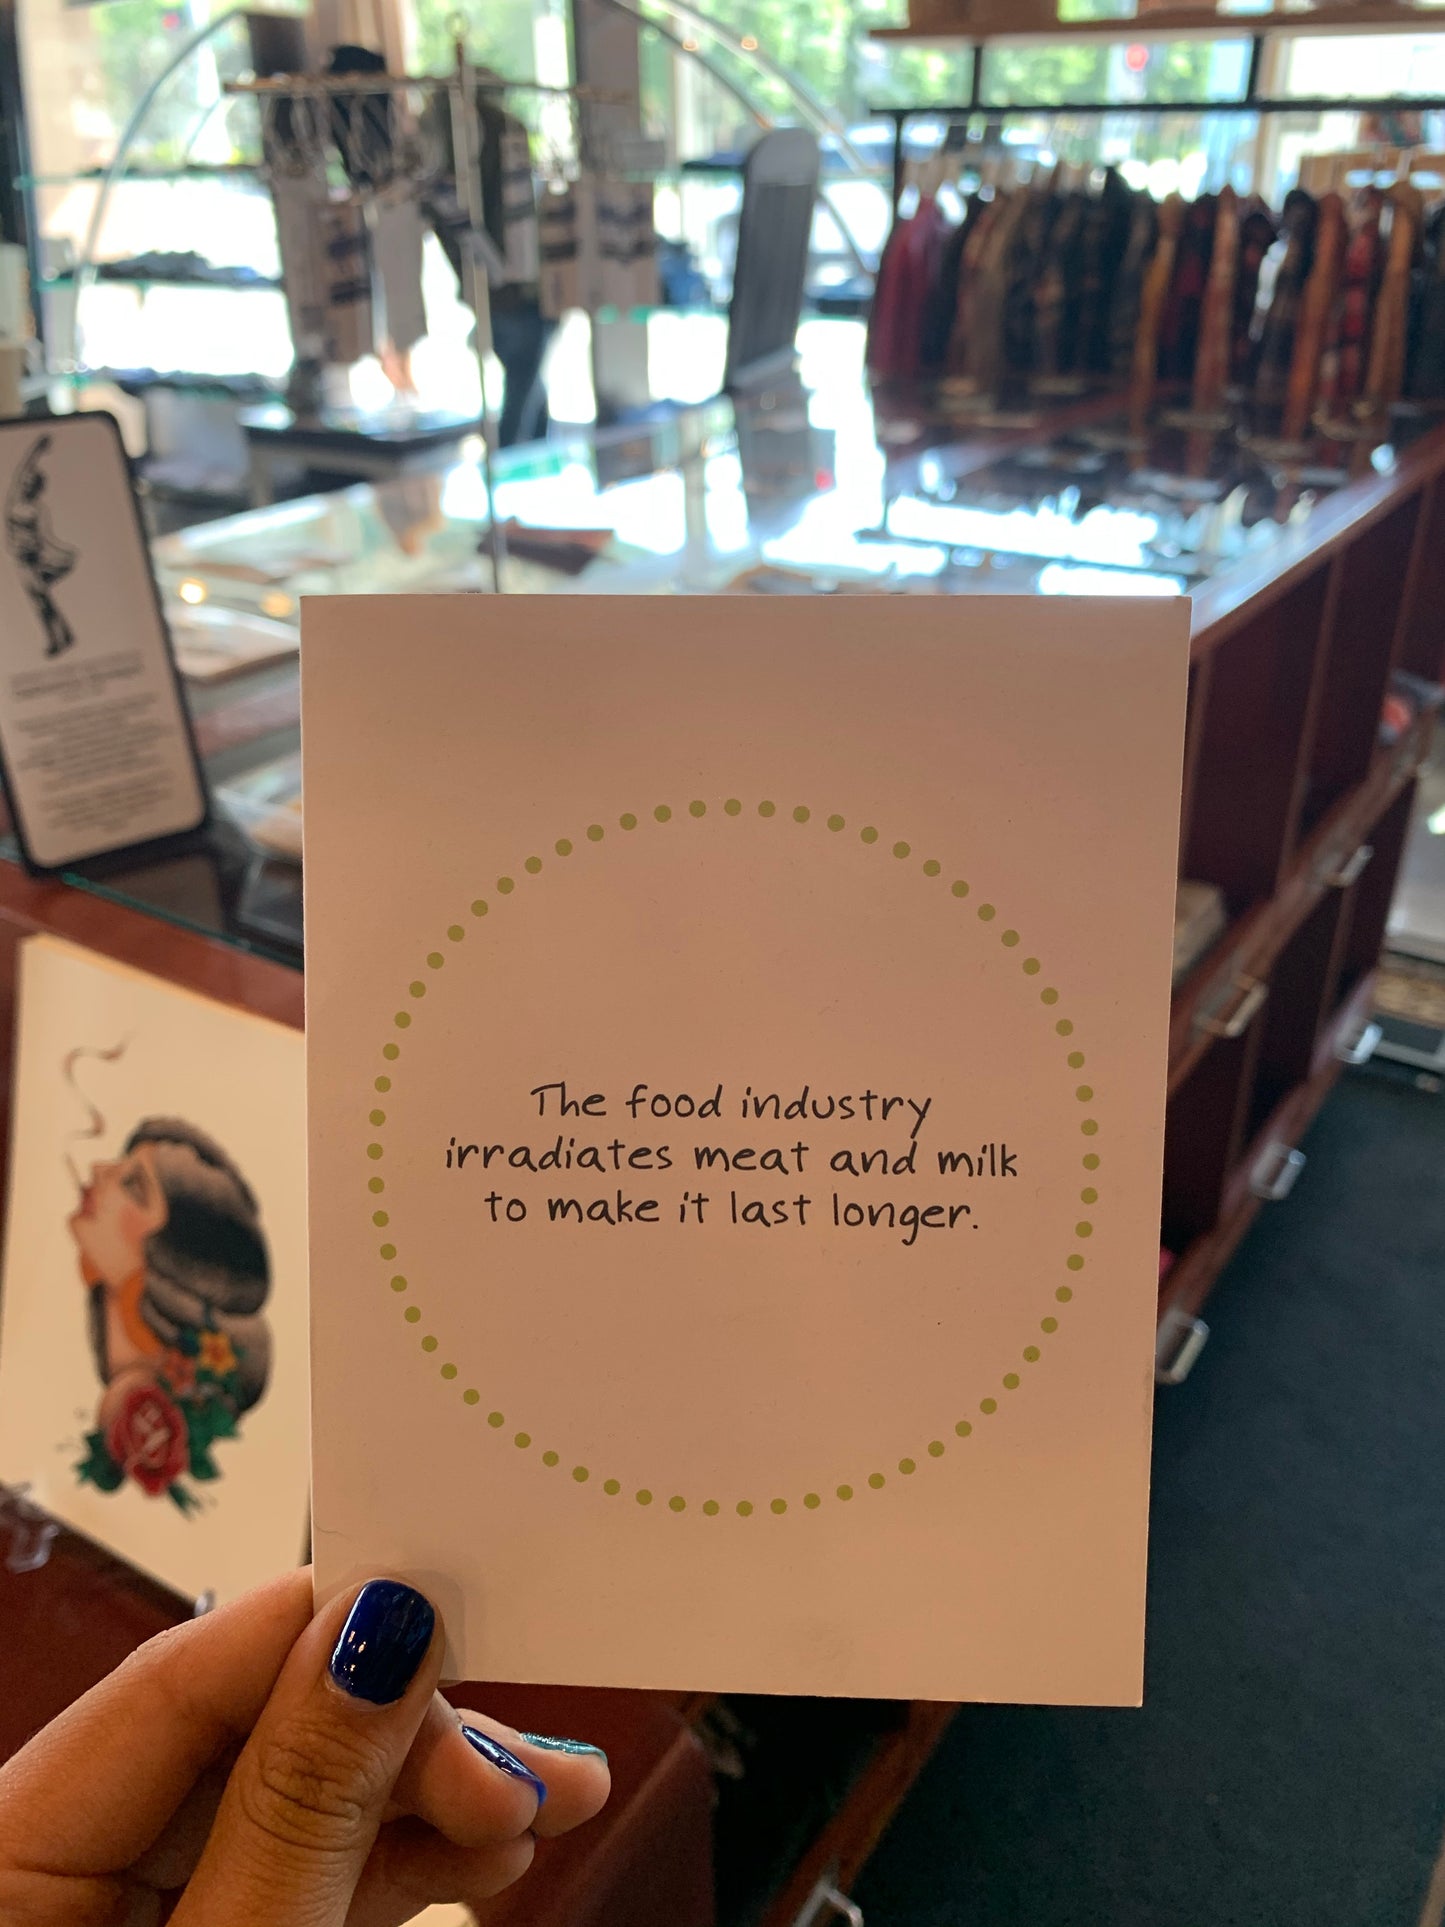 The food industry
irradiates meat and milk
to make it last longer.